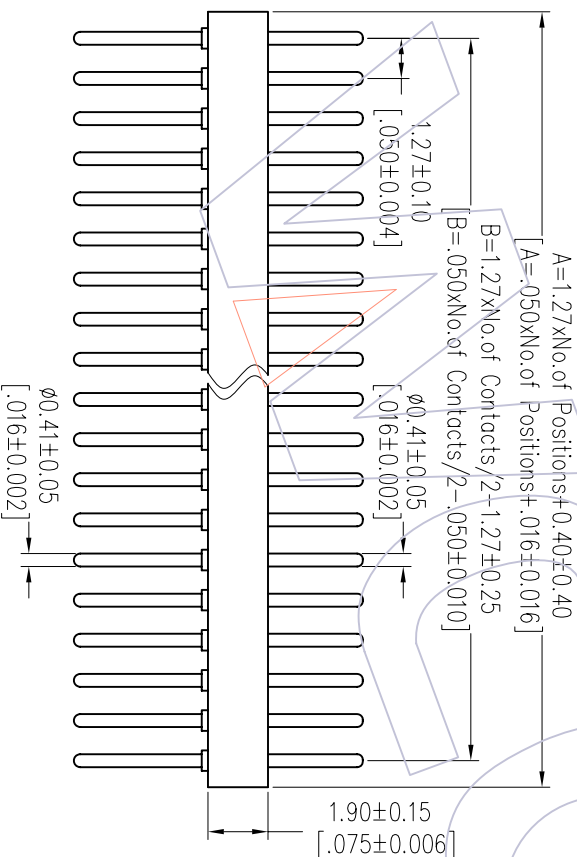 A=1.27xNo.of Positions+0.40±0.40
[A=.050xNo.of Positions+.016±0.016]
B=1.27xNo.of Contacts/2-1.27±0.25
[B=.050xNo.of Contacts/2-.050±0.010]
1.27±0.10
[.050±0.004]
ø0.41±0.05
[.016±0.002]
ø0.41±0.05
[.016±0.002]
1.90±0.15
[.075±0.006]